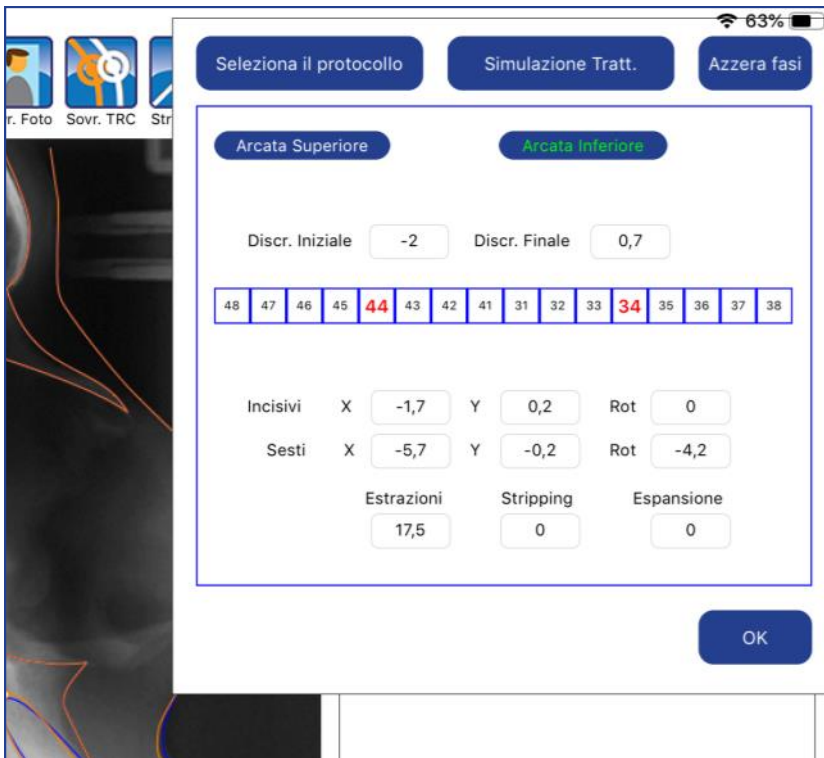 63%
Seleziona il protocollo Simulazione Tratt. Azzera fasi
r. Foto Sovr. TRC Str
Arcata Superiore Arcata Inferiore
Discr. Iniziale -2 Discr. Finale 0,7
48 47 46 45 44 43 42 41 31 32 33 34 35 36 37 38
Incisivi X -1,7 Y 0,2 Rot 0
Sesti X -5,7 Y -0,2 Rot -4,2
Estrazioni Stripping Espansione
17,5 0 0
OK